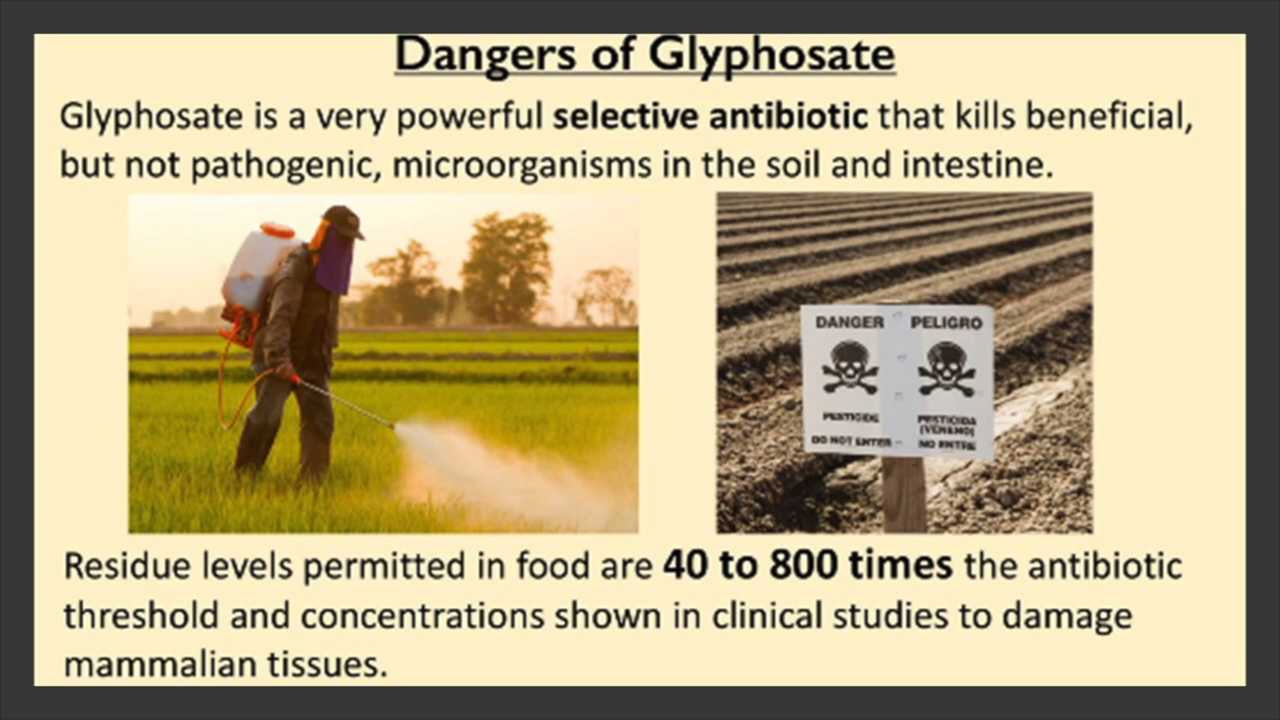 Dangers of Glyphosate
Glyphosate is a very powerful selective antibiotic that kills beneficial,
but not pathogenic, microorganisms in the soil and intestine.
DANGER PELIGRO
PESTICIDE PESTICIDA
(VENENO)
DO NOT ENTER NO ENTRE
Residue levels permitted in food are 40 to 800 times the antibiotic
threshold and concentrations shown in clinical studies to damage
mammalian tissues.